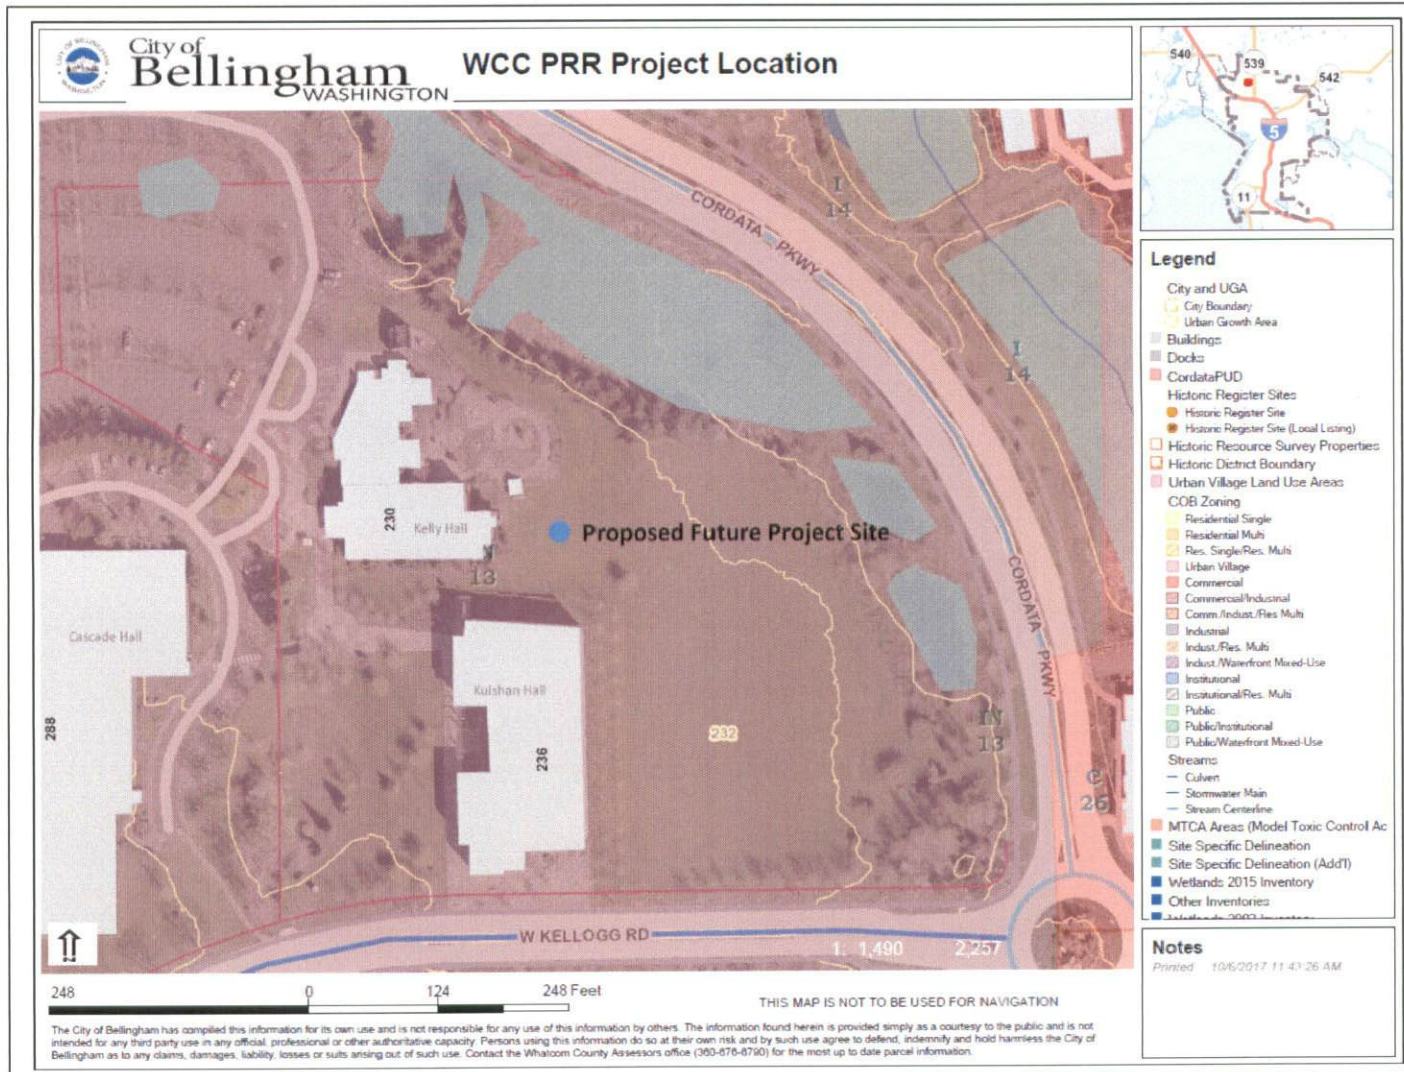 City of
Bellingham
WASHINGTON
WCC PRR Project Location
540
539
542
5
11
CORDATA PKWY
I
14
I
14
230
Kelly Hall
Proposed Future Project Site
13
Cascade Hall
288
Kulshan Hall
236
232
CORDATA PKWY
IN
13
C
26
W KELLOGG RD
1: 1,490 2,257
Legend
City and UGA
City Boundary
Urban Growth Area
Buildings
Docks
CordataPUD
Historic Register Sites
Historic Register Site
Historic Register Site (Local Listing)
Historic Resource Survey Properties
Historic District Boundary
Urban Village Land Use Areas
COB Zoning
Residential Single
Residential Multi
Res. Single/Res. Multi
Urban Village
Commercial
Commercial/Industrial
Comm./Indust./Res Multi
Industrial
Indust./Res. Multi
Indust./Waterfront Mixed-Use
Institutional
Institutional/Res. Multi
Public
Public/Institutional
Public/Waterfront Mixed-Use
Streams
Culvert
Stormwater Main
Stream Centerline
MTCA Areas (Model Toxic Control Ac
Site Specific Delineation
Site Specific Delineation (Add'l)
Wetlands 2015 Inventory
Other Inventories
Notes
Printed 10/6/2017 11:43:26 AM
248 0 124 248 Feet
THIS MAP IS NOT TO BE USED FOR NAVIGATION
The City of Bellingham has compiled this information for its own use and is not responsible for any use of this information by others. The information found herein is provided simply as a courtesy to the public and is not
intended for any third party use in any official, professional or other authoritative capacity. Persons using this information do so at their own risk and by such use agree to defend, indemnify and hold harmless the City of
Bellingham as to any claims, damages, liability, losses or suits arising out of such use. Contact the Whatcom County Assessors office (360-676-6790) for the most up to date parcel information.